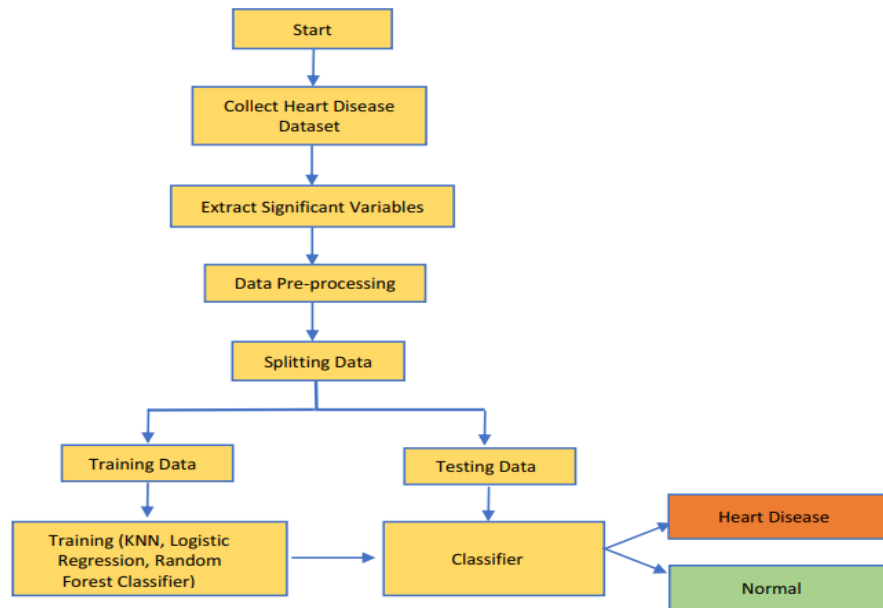 Start
Collect Heart Disease
Dataset
Extract Significant Variables
Data Pre-processing
Splitting Data
Training Data
Testing Data
Training (KNN, Logistic
Regression, Random
Forest Classifier)
Classifier
Heart Disease
Normal